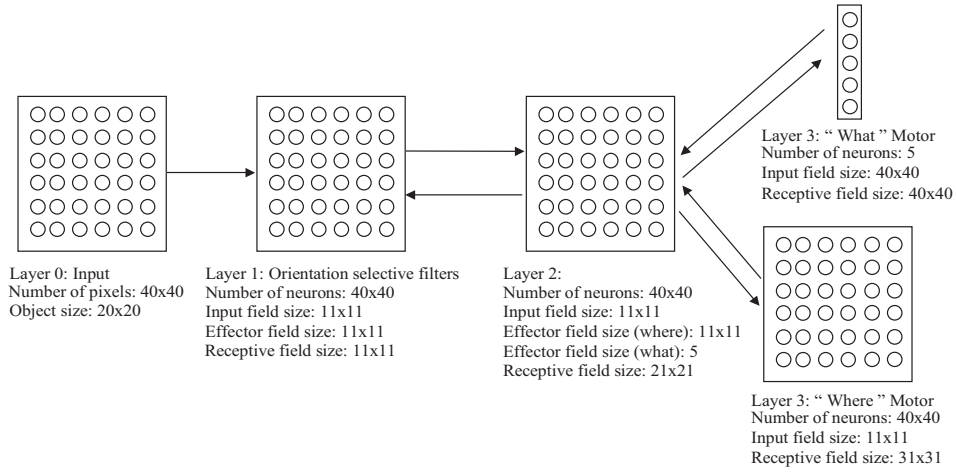 Layer 0: Input
Number of pixels: 40x40
Object size: 20x20
Layer 1: Orientation selective filters
Number of neurons: 40x40
Input field size: 11x11
Effector field size: 11x11
Receptive field size: 11x11
Layer 2:
Number of neurons: 40x40
Input field size: 11x11
Effector field size (where): 11x11
Effector field size (what): 5
Receptive field size: 21x21
Layer 3: “ What ” Motor
Number of neurons: 5
Input field size: 40x40
Receptive field size: 40x40
Layer 3: “ Where ” Motor
Number of neurons: 40x40
Input field size: 11x11
Receptive field size: 31x31